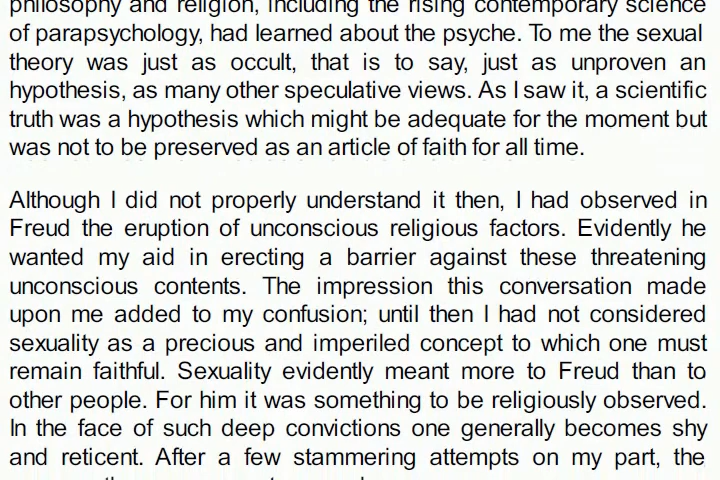 philosophy and religion, including the rising contemporary science
of parapsychology, had learned about the psyche. To me the sexual
theory was just as occult, that is to say, just as unproven an
hypothesis, as many other speculative views. As I saw it, a scientific
truth was a hypothesis which might be adequate for the moment but
was not to be preserved as an article of faith for all time.
Although I did not properly understand it then, I had observed in
Freud the eruption of unconscious religious factors. Evidently he
wanted my aid in erecting a barrier against these threatening
unconscious contents. The impression this conversation made
upon me added to my confusion; until then I had not considered
sexuality as a precious and imperiled concept to which one must
remain faithful. Sexuality evidently meant more to Freud than to
other people. For him it was something to be religiously observed.
In the face of such deep convictions one generally becomes shy
and reticent. After a few stammering attempts on my part, the